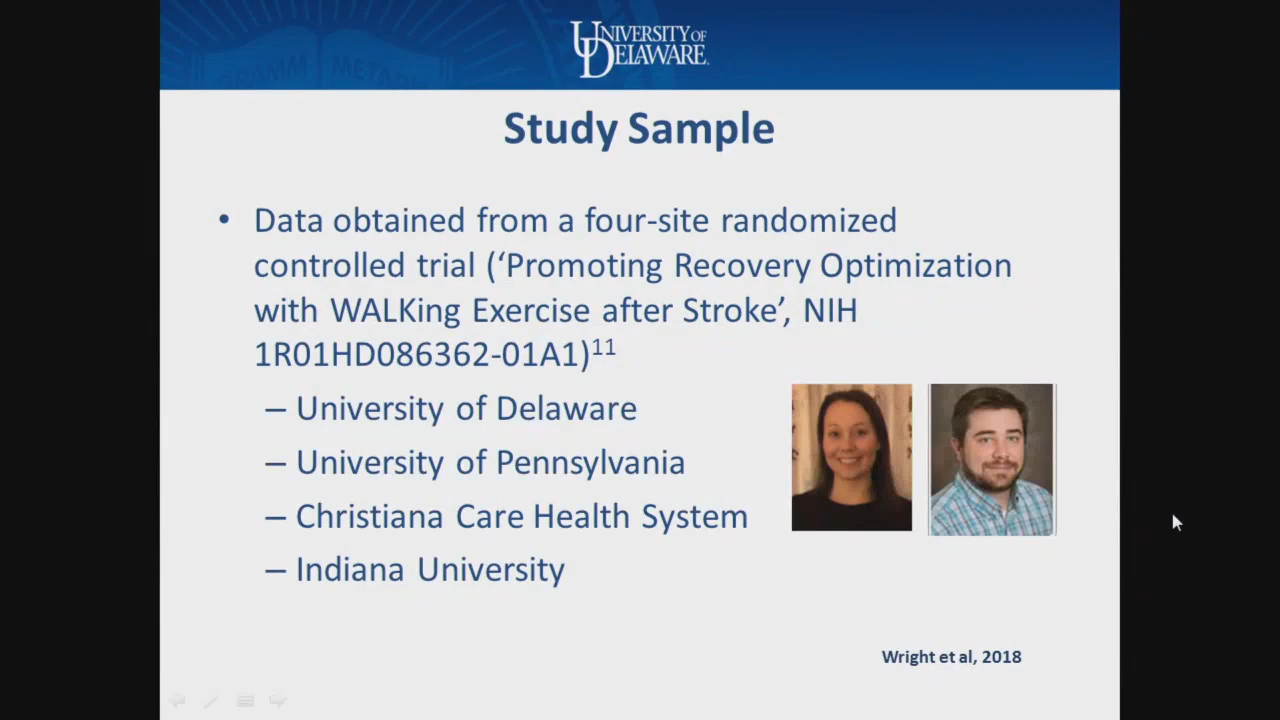 UNIVERSITY OF
DELAWARE.
Study Sample
• Data obtained from a four-site randomized
controlled trial (‘Promoting Recovery Optimization
with WALKing Exercise after Stroke’, NIH
1R01HD086362-01A1)11
– University of Delaware
– University of Pennsylvania
– Christiana Care Health System
– Indiana University
Wright et al, 2018